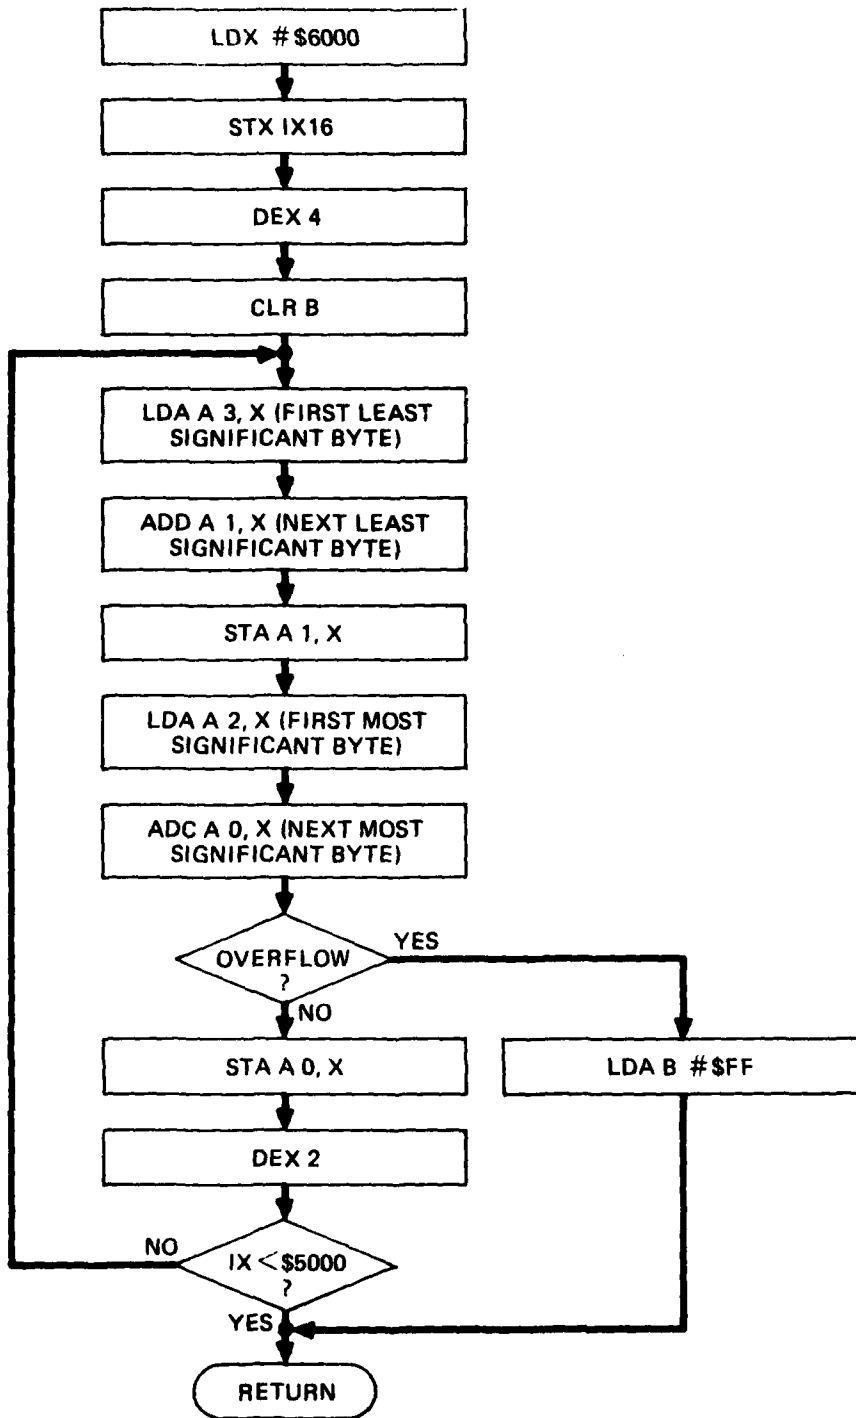 LDX #$6000
STX IX16
DEX 4
CLR B
LDA A 3, X (FIRST LEAST
SIGNIFICANT BYTE)
ADD A 1, X (NEXT LEAST
SIGNIFICANT BYTE)
STA A 1, X
LDA A 2, X (FIRST MOST
SIGNIFICANT BYTE)
ADC A 0, X (NEXT MOST
SIGNIFICANT BYTE)
OVERFLOW
?
YES
NO
STA A 0, X
LDA B #$FF
DEX 2
IX <$5000
?
NO
YES
RETURN